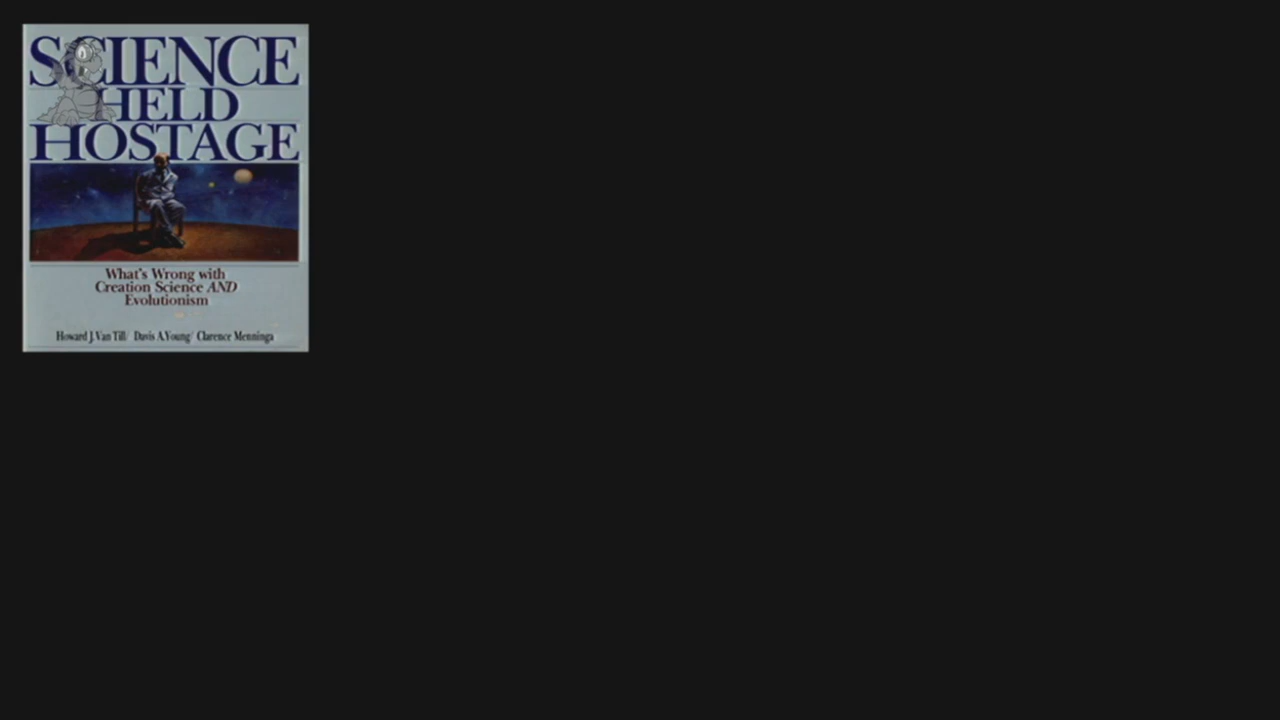 SCIENCE
HELD
HOSTAGE
What's Wrong with
Creation Science AND
Evolutionism
Howard J. Van Till/ Davis A. Young/ Clarence Menninga